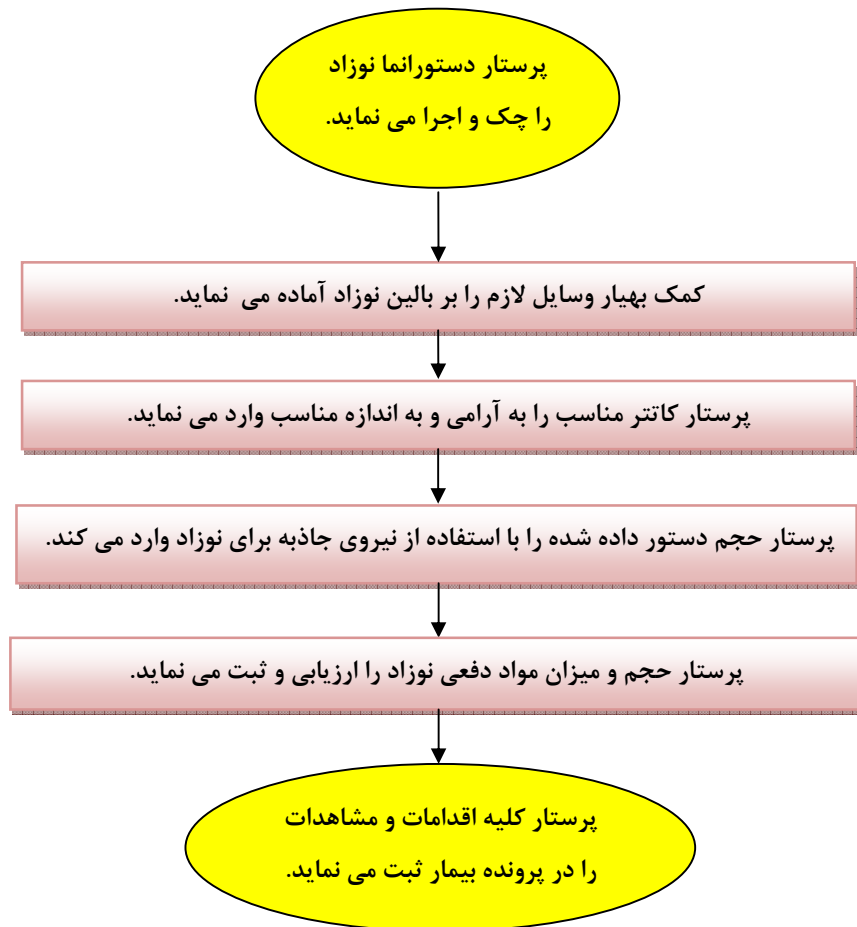 پرستار دستورانما نوزاد
را چک و اجرا می نماید.
کمک بهیار وسایل لازم را بر بالین نوزاد آماده می نماید.
پرستار کاتتر مناسب را به آرامی و به اندازه مناسب وارد می نماید.
پرستار حجم دستور داده شده را با استفاده از نیروی جاذبه برای نوزاد وارد می کند.
پرستار حجم و میزان مواد دفعی نوزاد را ارزیابی و ثبت می نماید.
پرستار کلیه اقدامات و مشاهدات
را در پرونده بیمار ثبت می نماید.